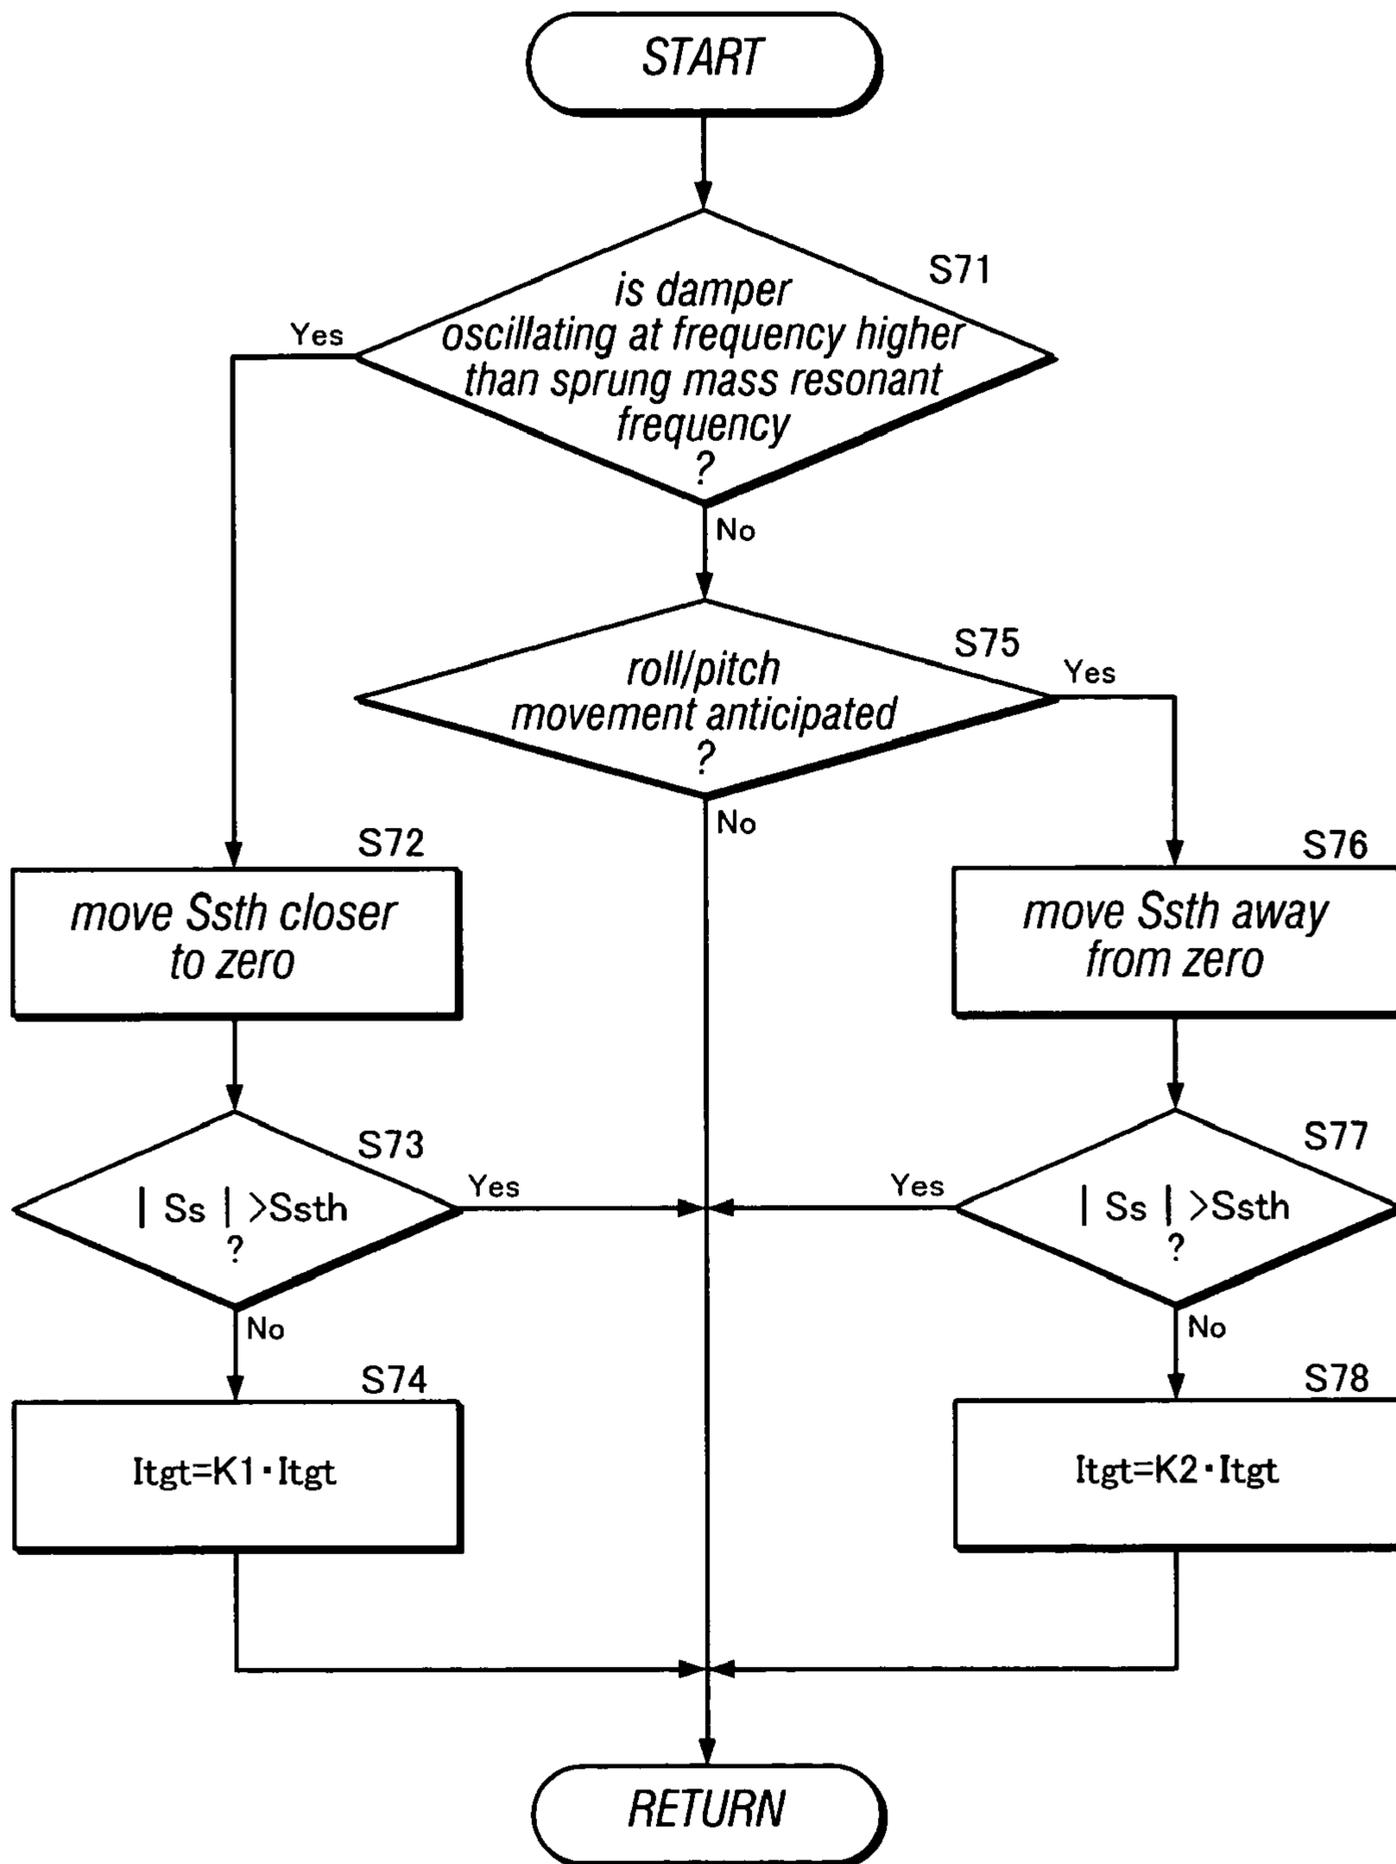 START
S71
is damper
oscillating at frequency higher
than sprung mass resonant
frequency
?
Yes
No
S75
roll/pitch
movement anticipated
?
Yes
No
S72
move Ssth closer
to zero
S76
move Ssth away
from zero
S73
| Ss | >Ssth
?
Yes
No
S77
| Ss | >Ssth
?
Yes
No
S74
Itgt=K1·Itgt
S78
Itgt=K2·Itgt
RETURN